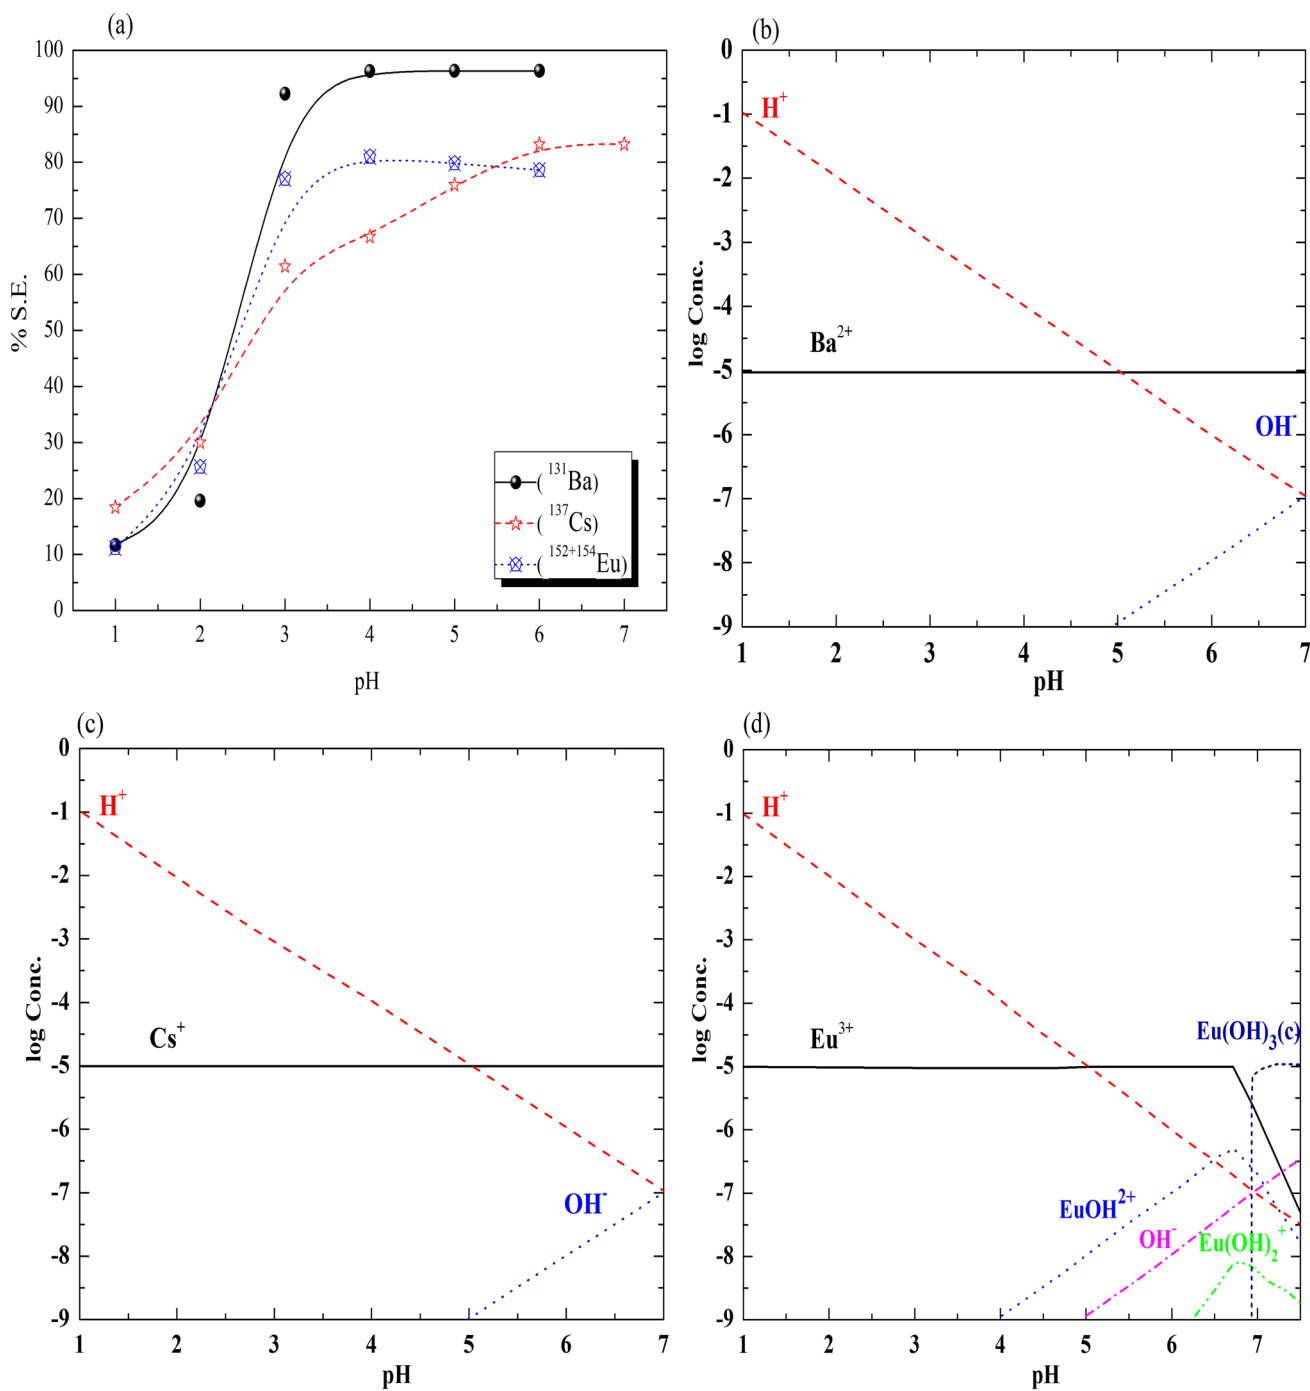 (a)
% S.E.
100
90
80
70
60
50
40
30
20
10
0
1 2 3 4 5 6 7
pH
(¹³¹Ba)
(¹³⁷Cs)
(¹⁵²⁺¹⁵⁴Eu)
(b)
log Conc.
0
-1
-2
-3
-4
-5
-6
-7
-8
-9
H⁺
Ba²⁺
OH⁻
1 2 3 4 5 6 7
pH
(c)
log Conc.
0
-1
-2
-3
-4
-5
-6
-7
-8
-9
H⁺
Cs⁺
OH⁻
1 2 3 4 5 6 7
pH
(d)
log Conc.
0
-1
-2
-3
-4
-5
-6
-7
-8
-9
H⁺
Eu³⁺
Eu(OH)₃(c)
EuOH²⁺
OH⁻
Eu(OH)₂⁺
1 2 3 4 5 6 7
pH